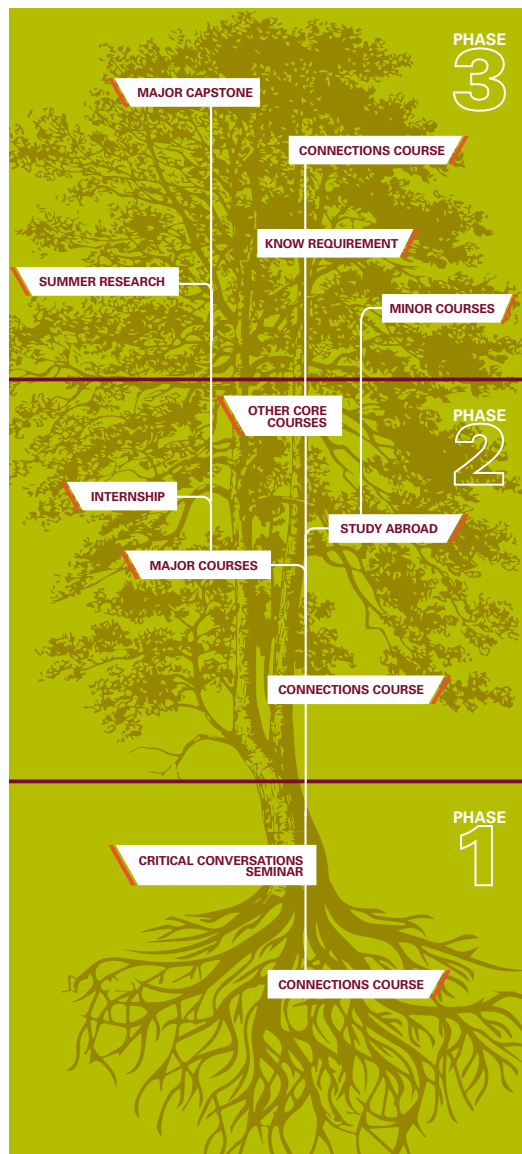 PHASE
3
MAJOR CAPSTONE
CONNECTIONS COURSE
KNOW REQUIREMENT
SUMMER RESEARCH
MINOR COURSES
OTHER CORE
COURSES
PHASE
2
INTERNSHIP
STUDY ABROAD
MAJOR COURSES
CONNECTIONS COURSE
PHASE
1
CRITICAL CONVERSATIONS
SEMINAR
CONNECTIONS COURSE